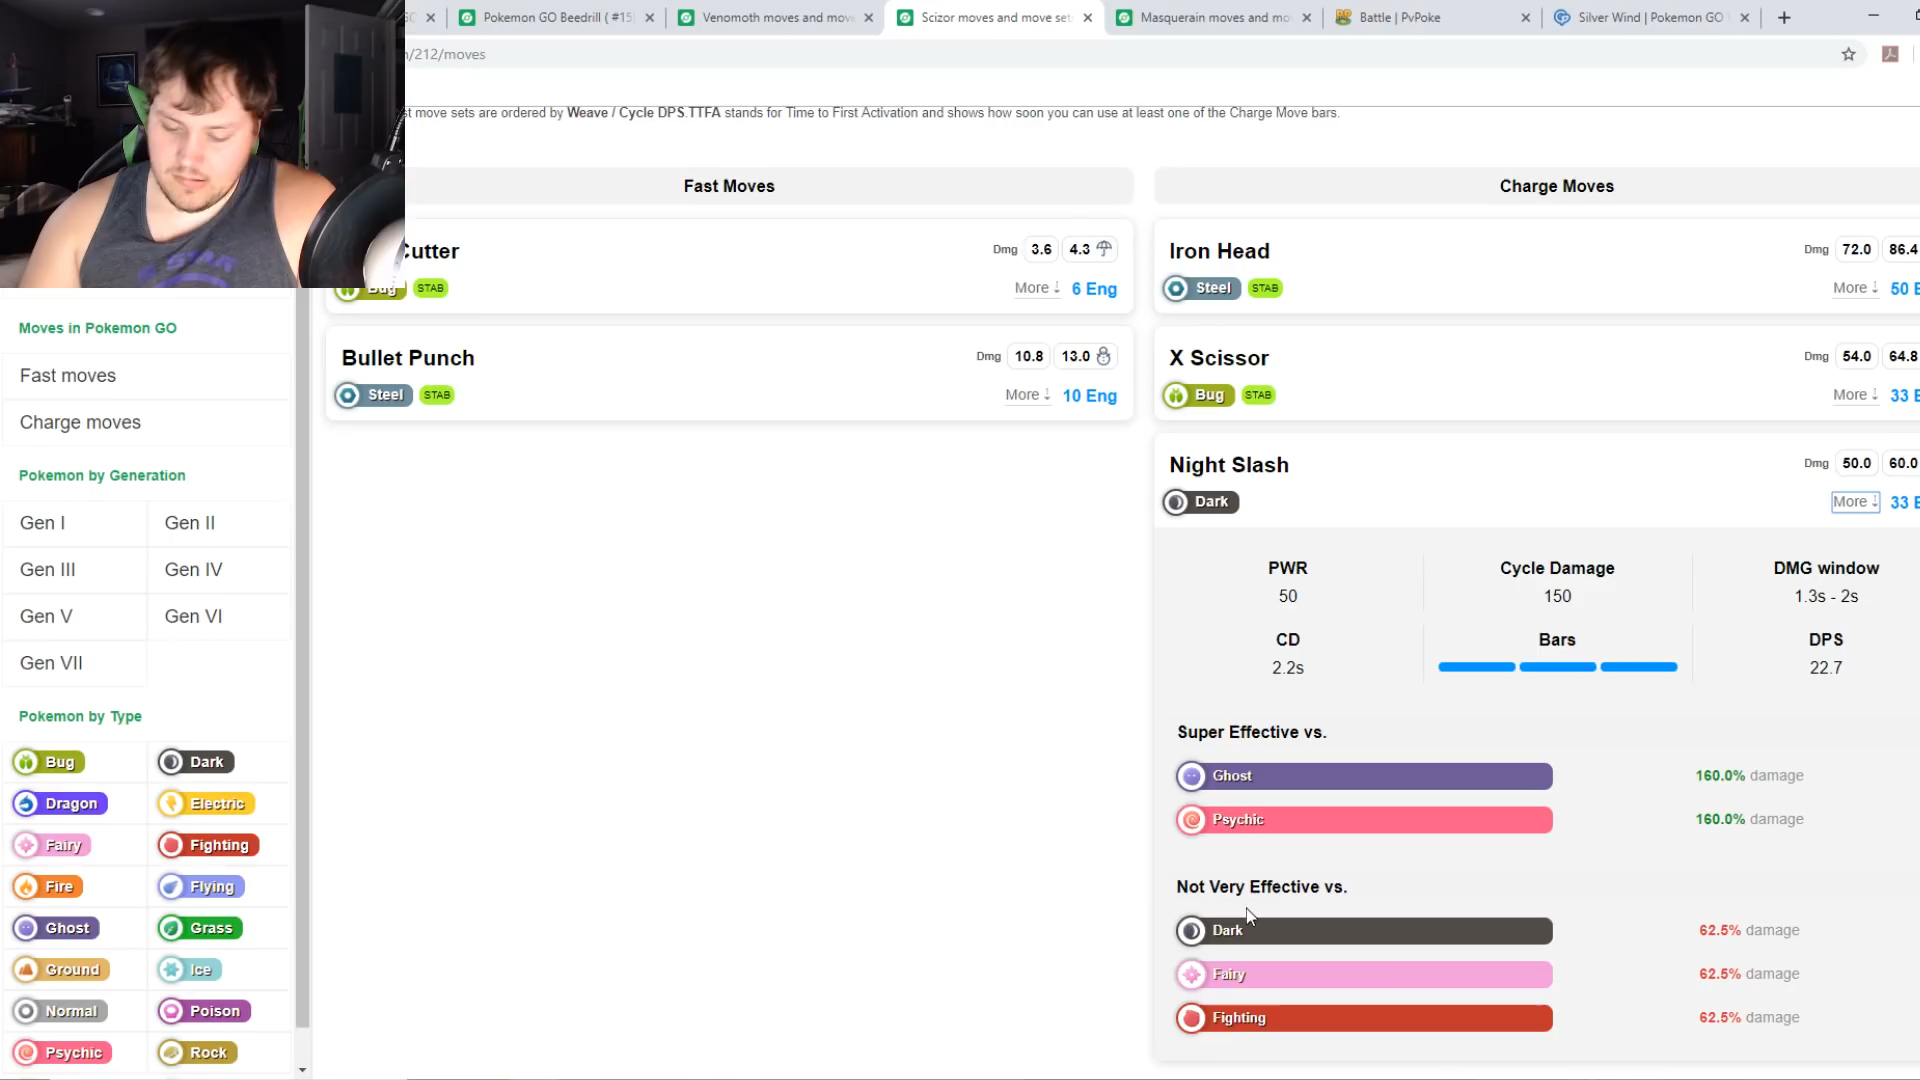 Pokemon GO Beedrill ( #15
Venomoth moves and mov
Scizor moves and move set
Masquerain moves and mo
Battle | PvPoke
Silver Wind | Pokemon GO
/212/moves
st move sets are ordered by Weave / Cycle DPS.TTFA stands for Time to First Activation and shows how soon you can use at least one of the Charge Move bars.
Fast Moves
Charge Moves
Cutter
Dmg 3.6 4.3
Bug STAB
More ↓ 6 Eng
Iron Head
Dmg 72.0 86.4
Steel STAB
More ↓ 50 E
Bullet Punch
Dmg 10.8 13.0
Steel STAB
More ↓ 10 Eng
X Scissor
Dmg 54.0 64.8
Bug STAB
More ↓ 33 E
Night Slash
Dmg 50.0 60.0
Dark
More ↓ 33 E
PWR
50
Cycle Damage
150
DMG window
1.3s - 2s
CD
2.2s
Bars
DPS
22.7
Super Effective vs.
Ghost 160.0% damage
Psychic 160.0% damage
Not Very Effective vs.
Dark 62.5% damage
Fairy 62.5% damage
Fighting 62.5% damage
Moves in Pokemon GO
Fast moves
Charge moves
Pokemon by Generation
Gen I Gen II
Gen III Gen IV
Gen V Gen VI
Gen VII
Pokemon by Type
Bug Dark
Dragon Electric
Fairy Fighting
Fire Flying
Ghost Grass
Ground Ice
Normal Poison
Psychic Rock